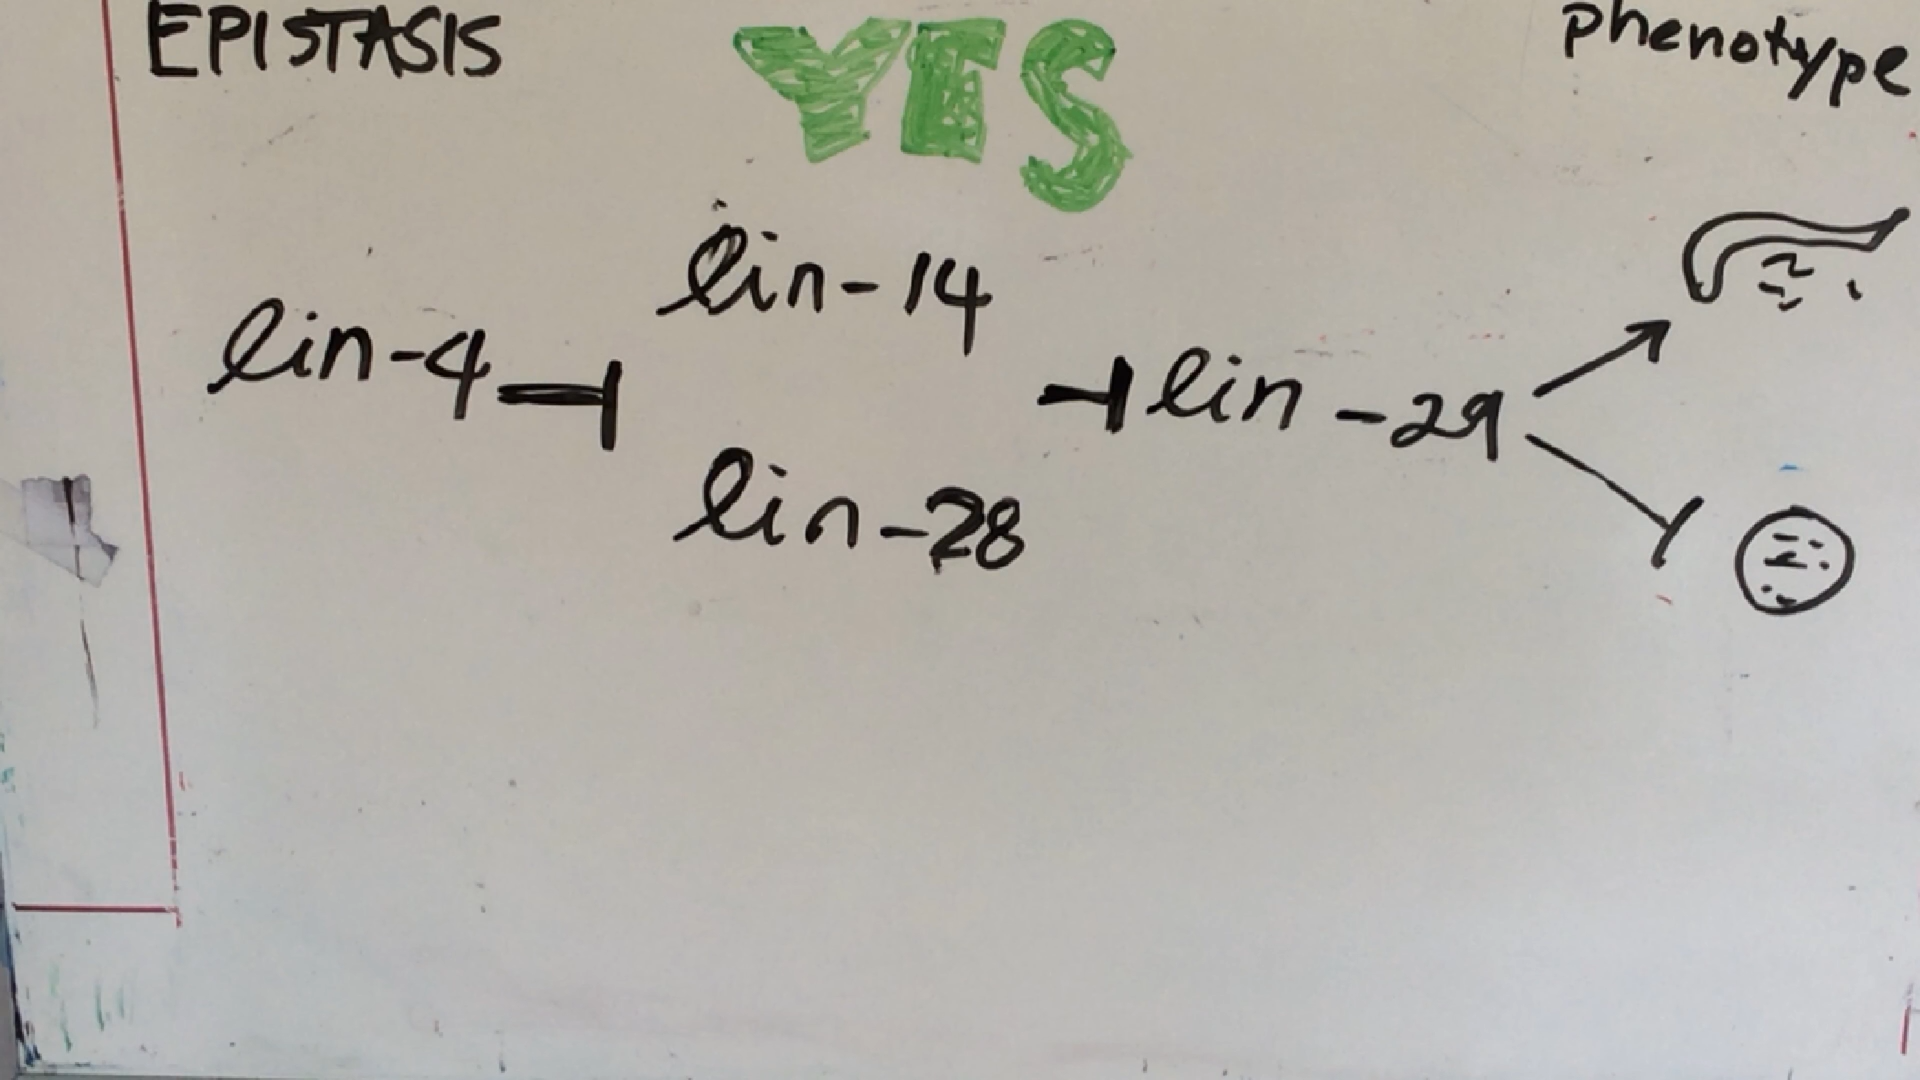 EPISTASIS YES phenotype
lin-14
lin-4 ⊣ ⊣ lin-29
lin-28